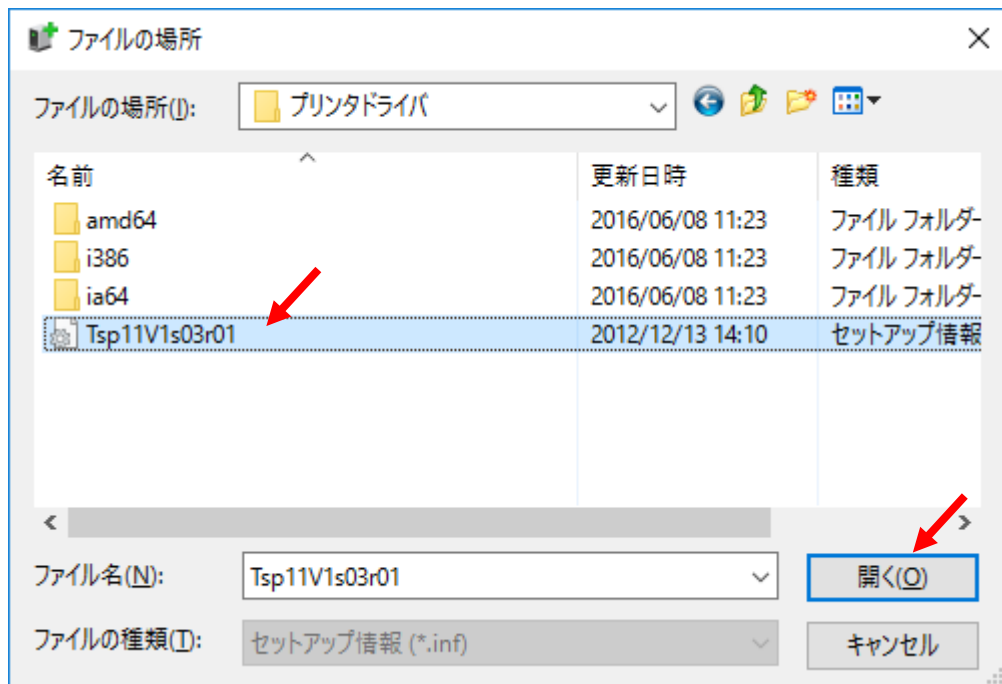 ファイルの場所
ファイルの場所(I): プリンタドライバ
名前 更新日時 種類
amd64 2016/06/08 11:23 ファイル フォルダー
i386 2016/06/08 11:23 ファイル フォルダー
ia64 2016/06/08 11:23 ファイル フォルダー
Tsp11V1s03r01 2012/12/13 14:10 セットアップ情報
ファイル名(N): Tsp11V1s03r01 開く(O)
ファイルの種類(T): セットアップ情報 (*.inf) キャンセル